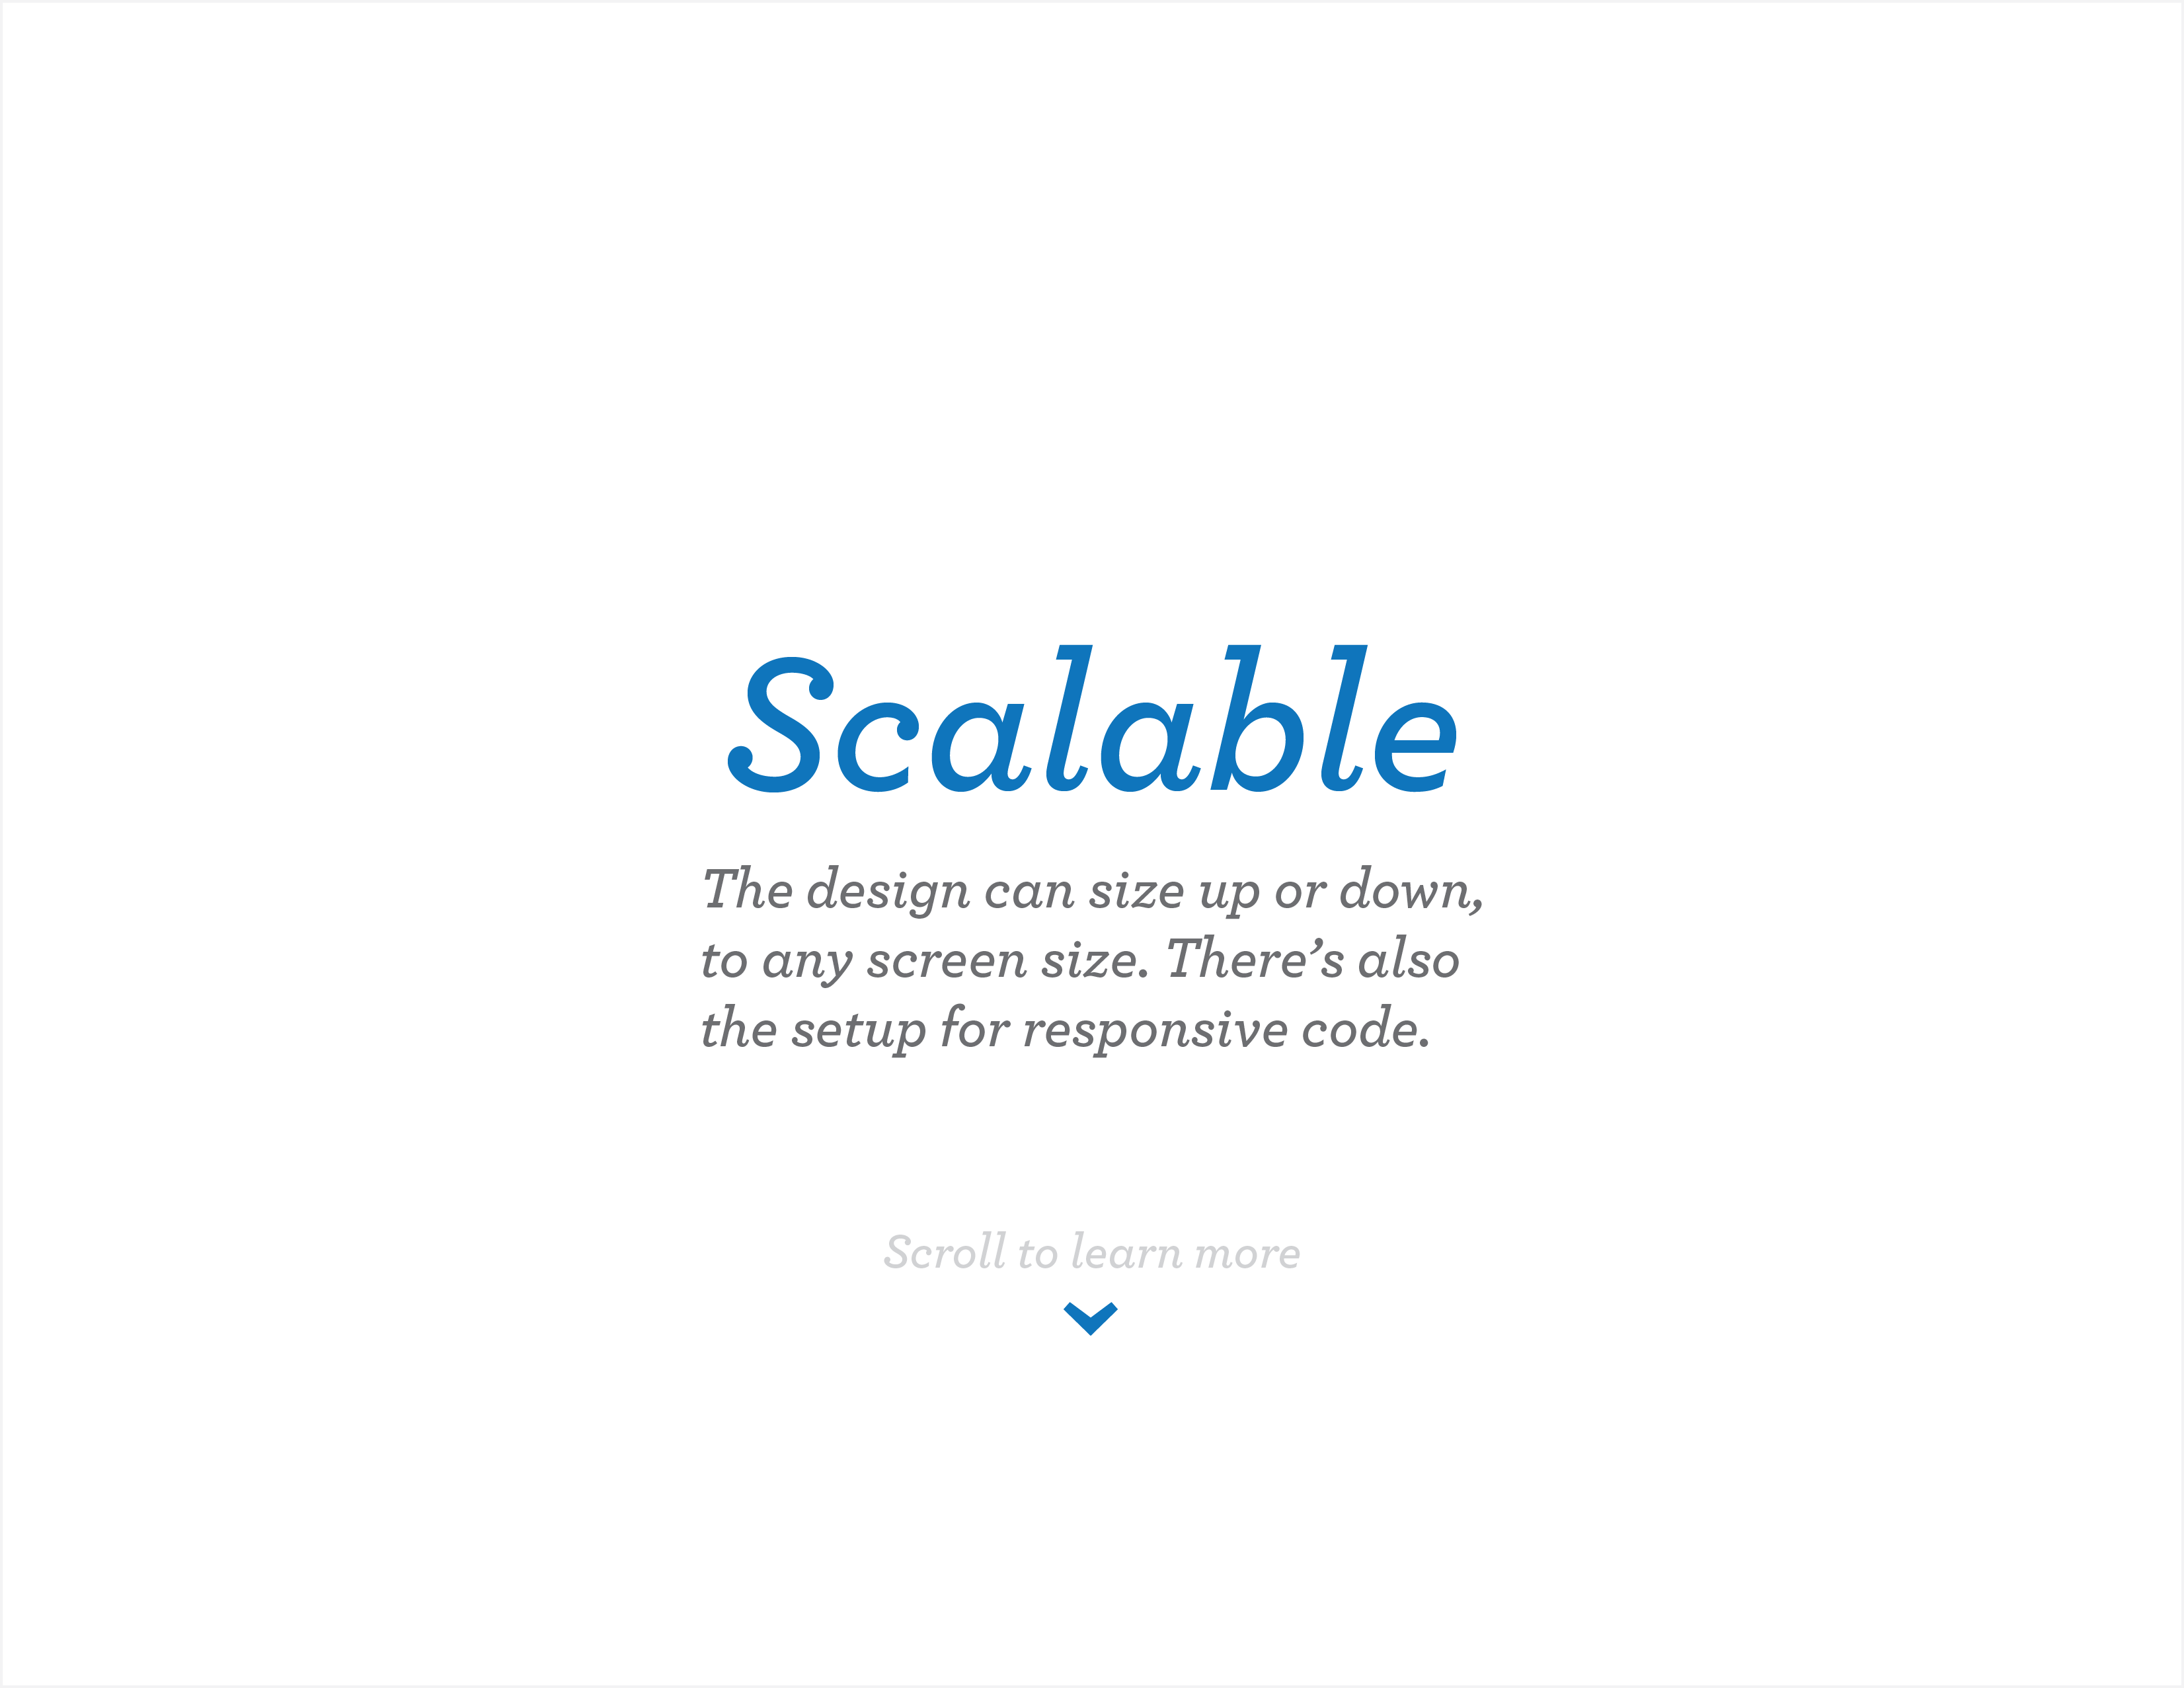 Scalable
The design can size up or down,
to any screen size. There’s also
the setup for responsive code.
Scroll to learn more